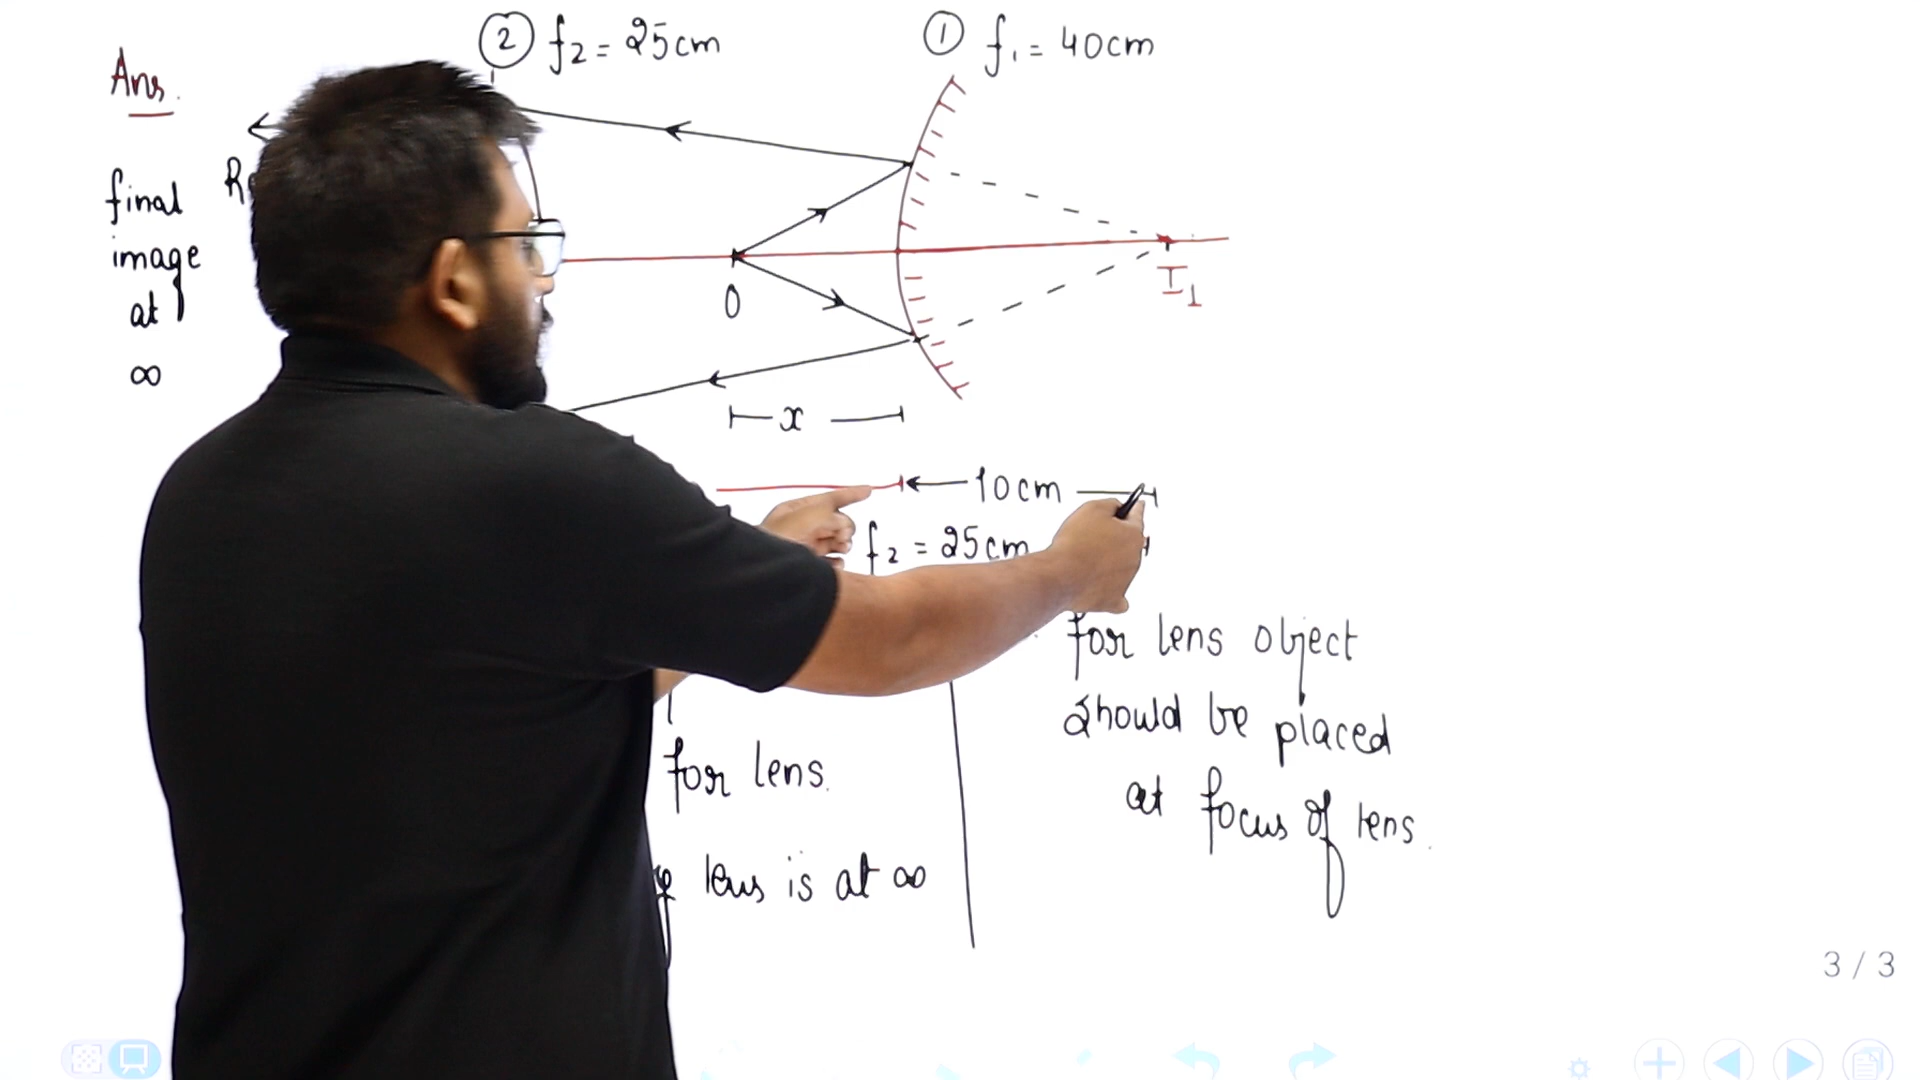 ② f2 = 25cm
① f1 = 40cm
Ans.
final
image
at
∞
O
I1
x
10cm
f2 = 25cm
for lens object
should be placed
at focus of lens.
for lens.
lens is at ∞
3 / 3